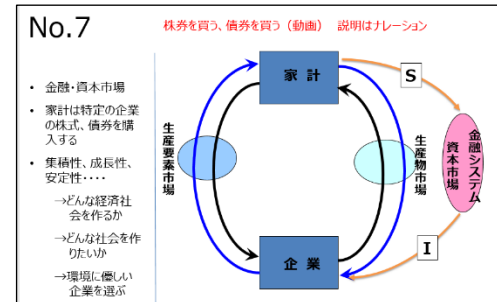 No.7
株券を買う、債券を買う（動画） 説明はナレーション
• 金融・資本市場
• 家計は特定の企業
の株式、債券を購
入する
• 集積性、成長性、
安定性・・・・
→どんな経済社
会を作るか
→どんな社会を作
りたいか
→環境に優しい
企業を選ぶ
家 計
S
生産要素市場
生産物市場
金融システム
資本市場
I
企 業